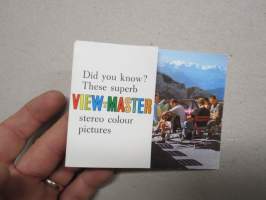 Did you know?
These superb
VIEW-MASTER
stereo colour
pictures